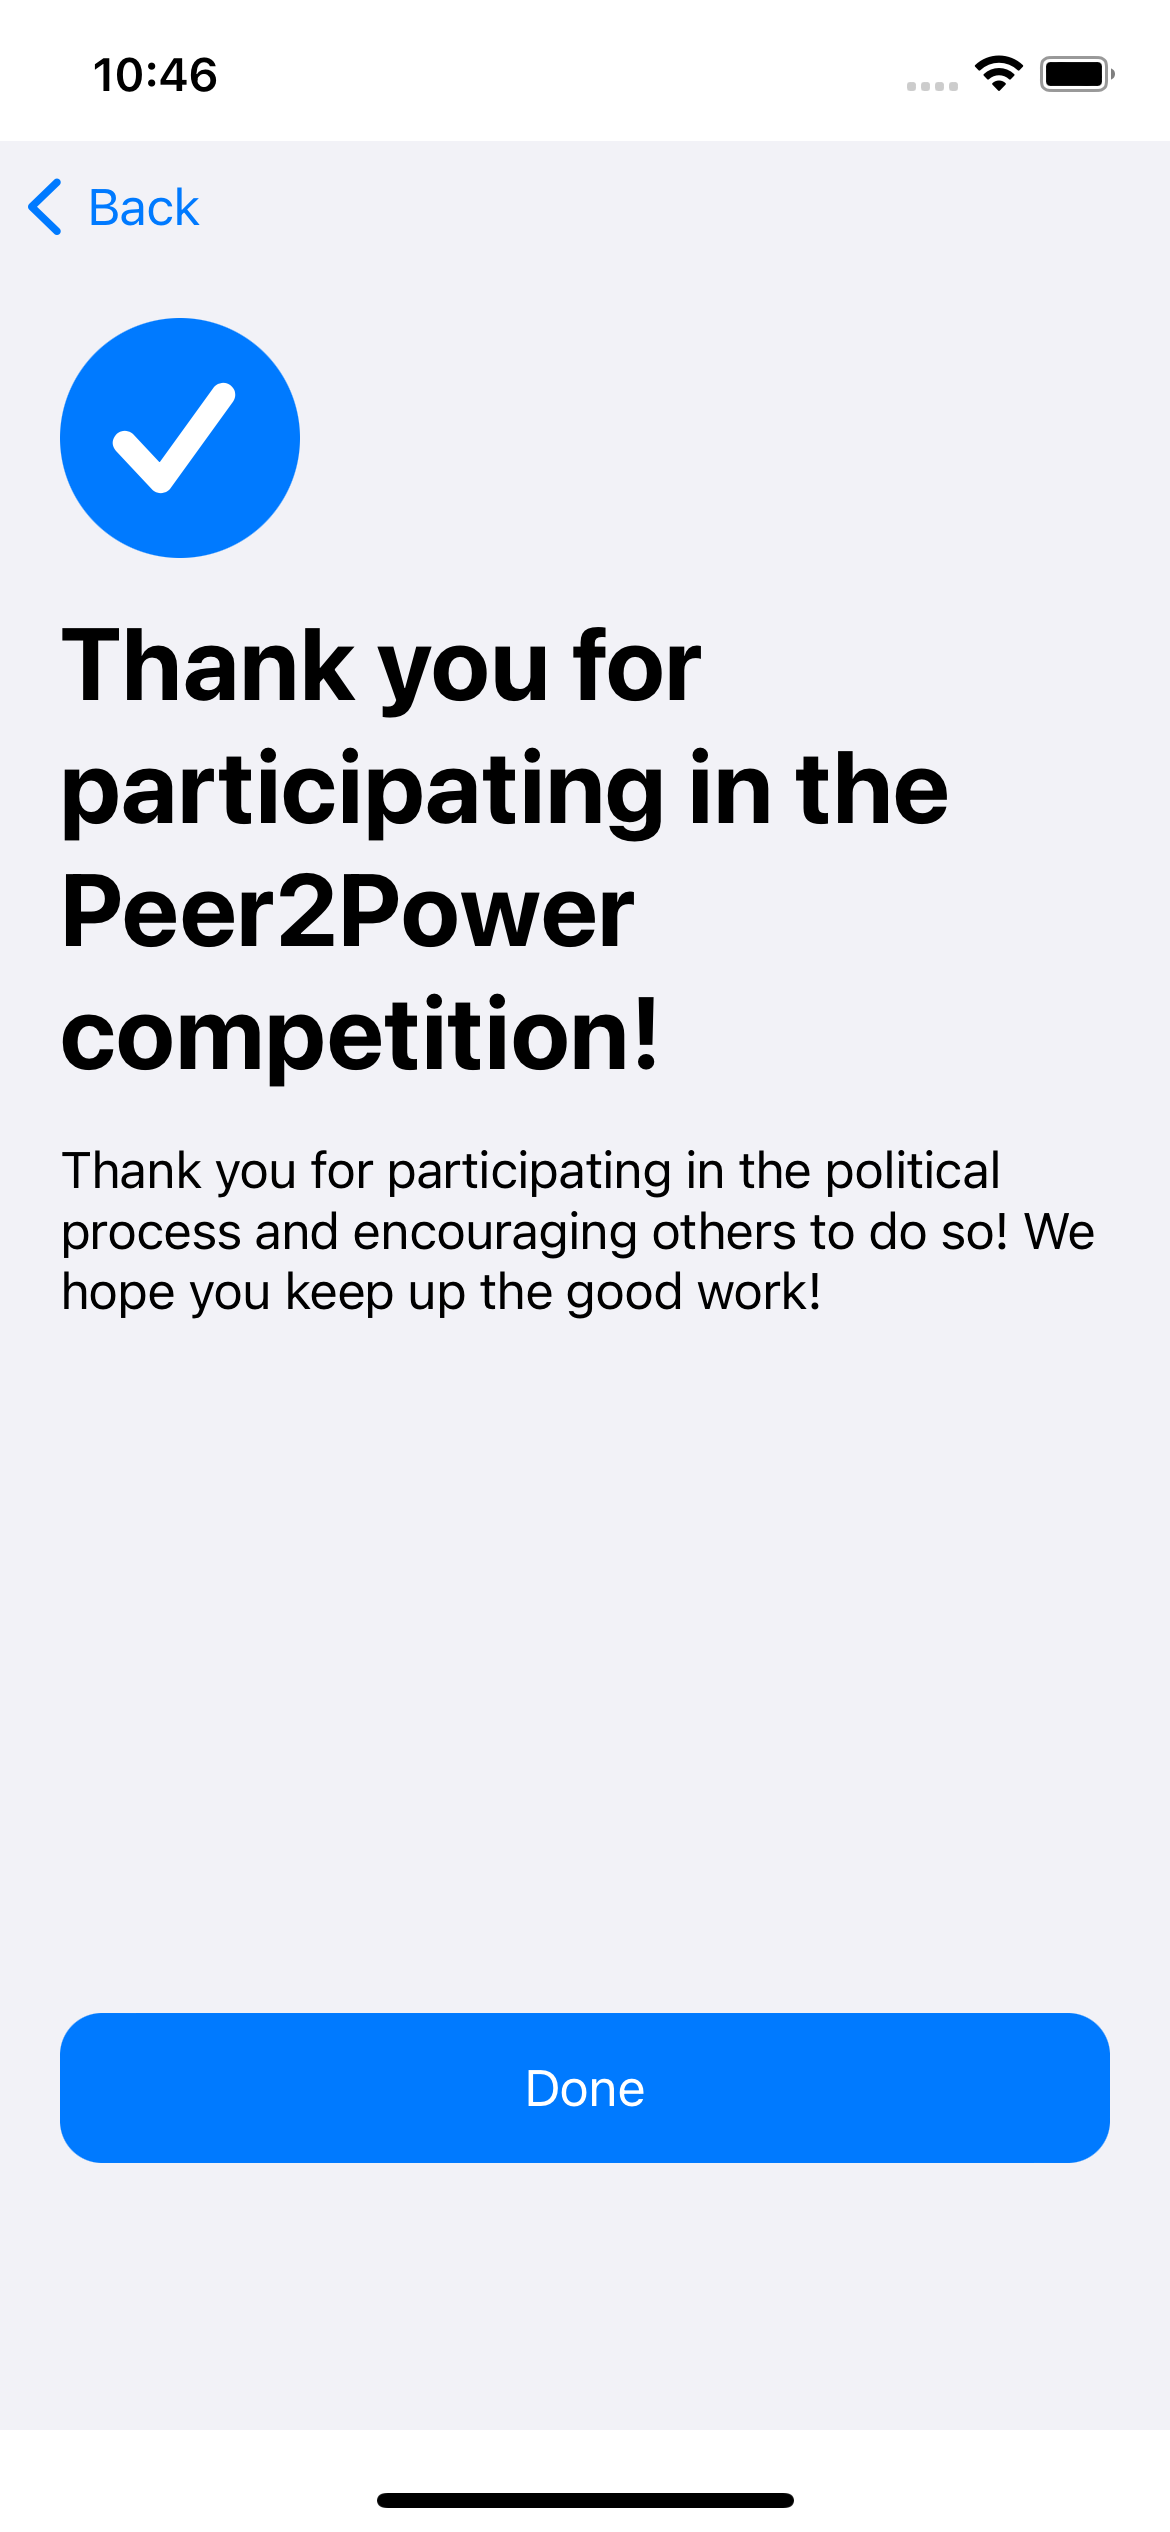 10:46
Back
Thank you for
participating in the
Peer2Power
competition!
Thank you for participating in the political
process and encouraging others to do so! We
hope you keep up the good work!
Done